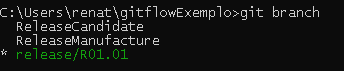 C:\Users\renat\gitflowExemplo>git branch
  ReleaseCandidate
  ReleaseManufacture
* release/R01.01